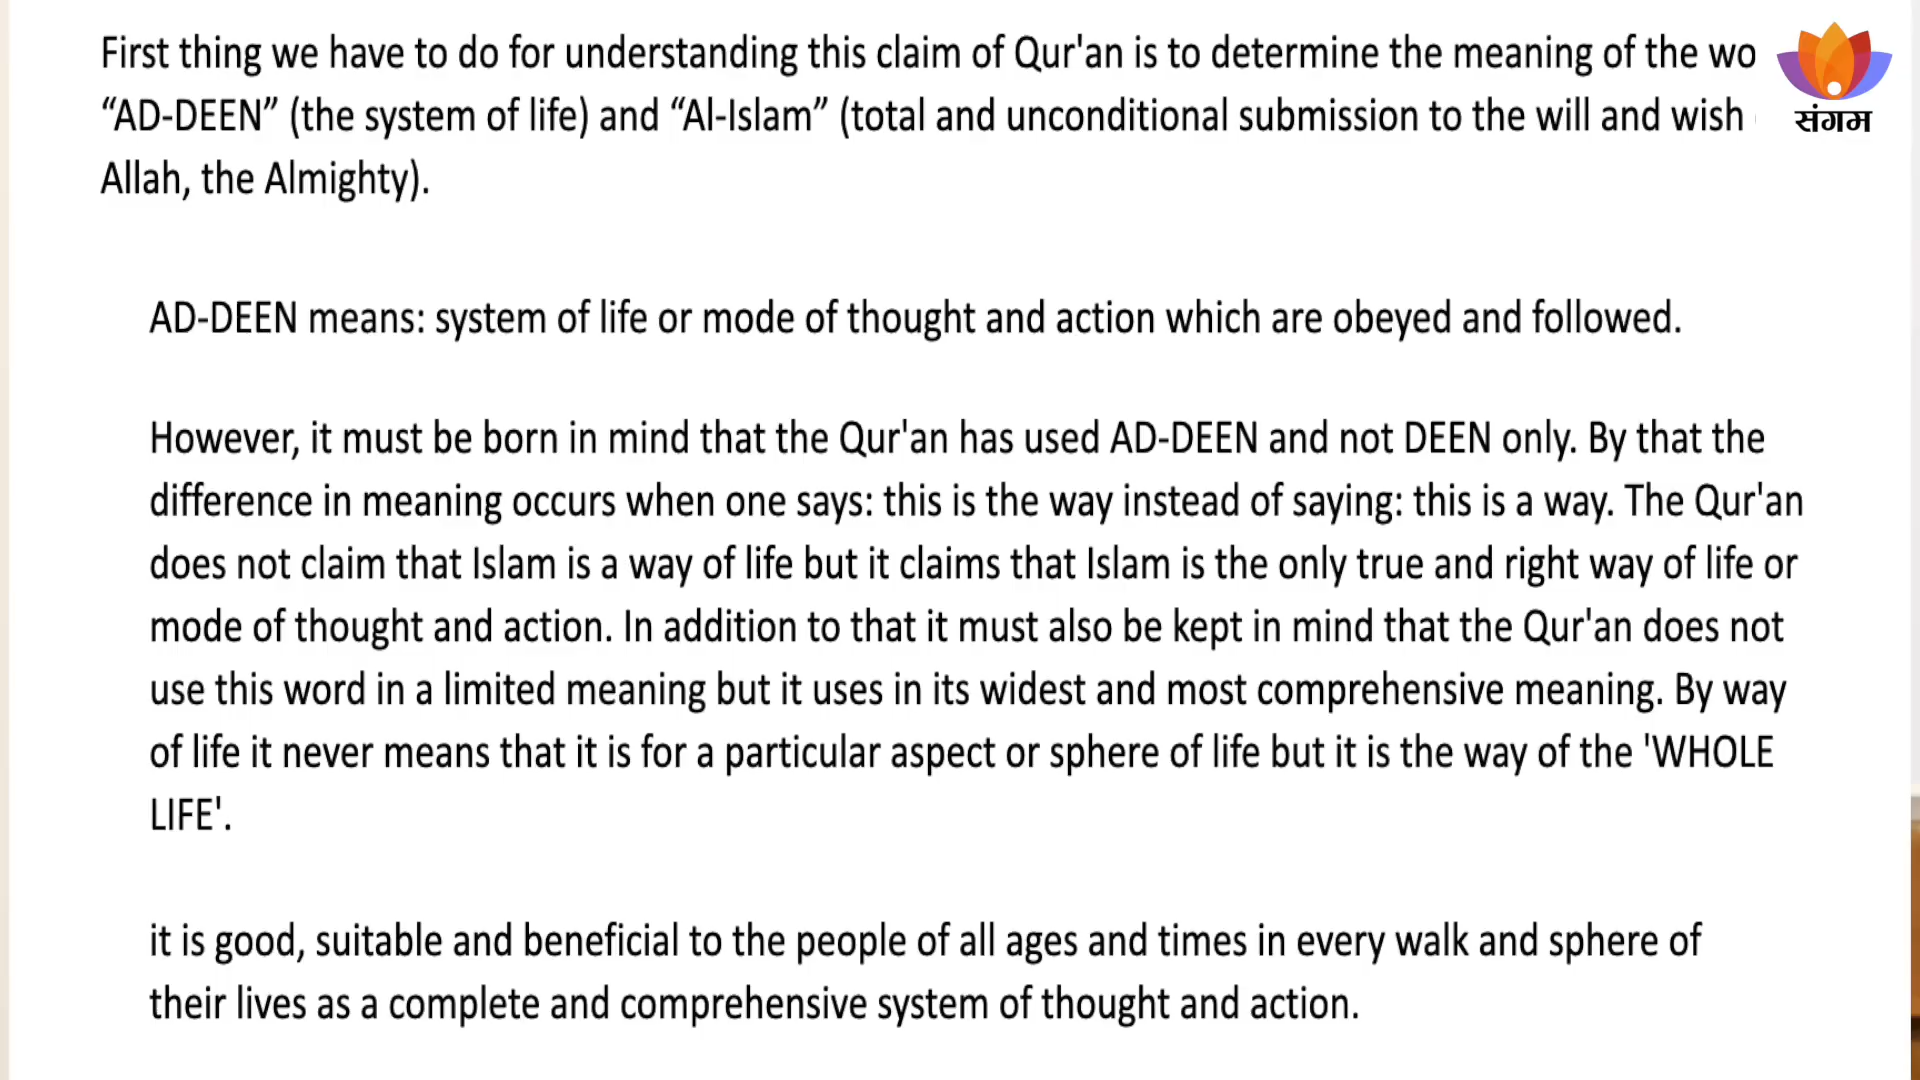 First thing we have to do for understanding this claim of Qur'an is to determine the meaning of the
“AD-DEEN” (the system of life) and “Al-Islam” (total and unconditional submission to the will and wish
Allah, the Almighty).
संगम
AD-DEEN means: system of life or mode of thought and action which are obeyed and followed.
However, it must be born in mind that the Qur'an has used AD-DEEN and not DEEN only. By that the
difference in meaning occurs when one says: this is the way instead of saying: this is a way. The Qur'an
does not claim that Islam is a way of life but it claims that Islam is the only true and right way of life or
mode of thought and action. In addition to that it must also be kept in mind that the Qur'an does not
use this word in a limited meaning but it uses in its widest and most comprehensive meaning. By way
of life it never means that it is for a particular aspect or sphere of life but it is the way of the 'WHOLE
LIFE'.
it is good, suitable and beneficial to the people of all ages and times in every walk and sphere of
their lives as a complete and comprehensive system of thought and action.